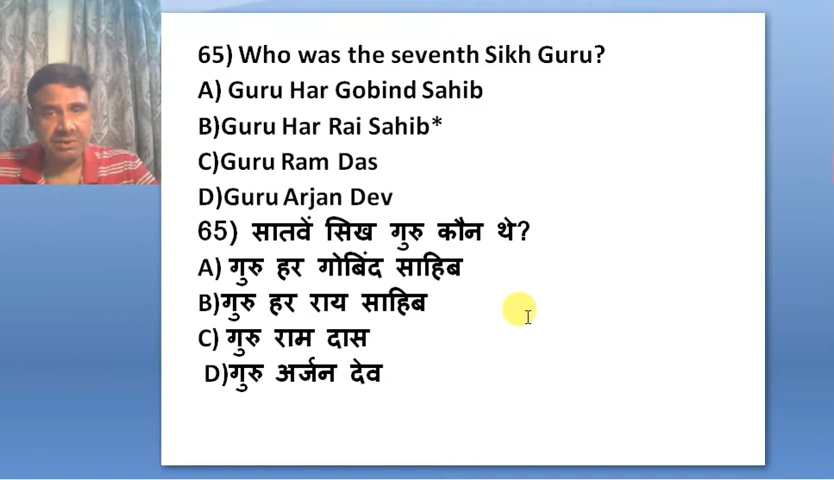 65) Who was the seventh Sikh Guru?
A) Guru Har Gobind Sahib
B)Guru Har Rai Sahib*
C)Guru Ram Das
D)Guru Arjan Dev
65) सातवें सिख गुरु कौन थे?
A) गुरु हर गोबिंद साहिब
B)गुरु हर राय साहिब
C) गुरु राम दास
D)गुरु अर्जन देव